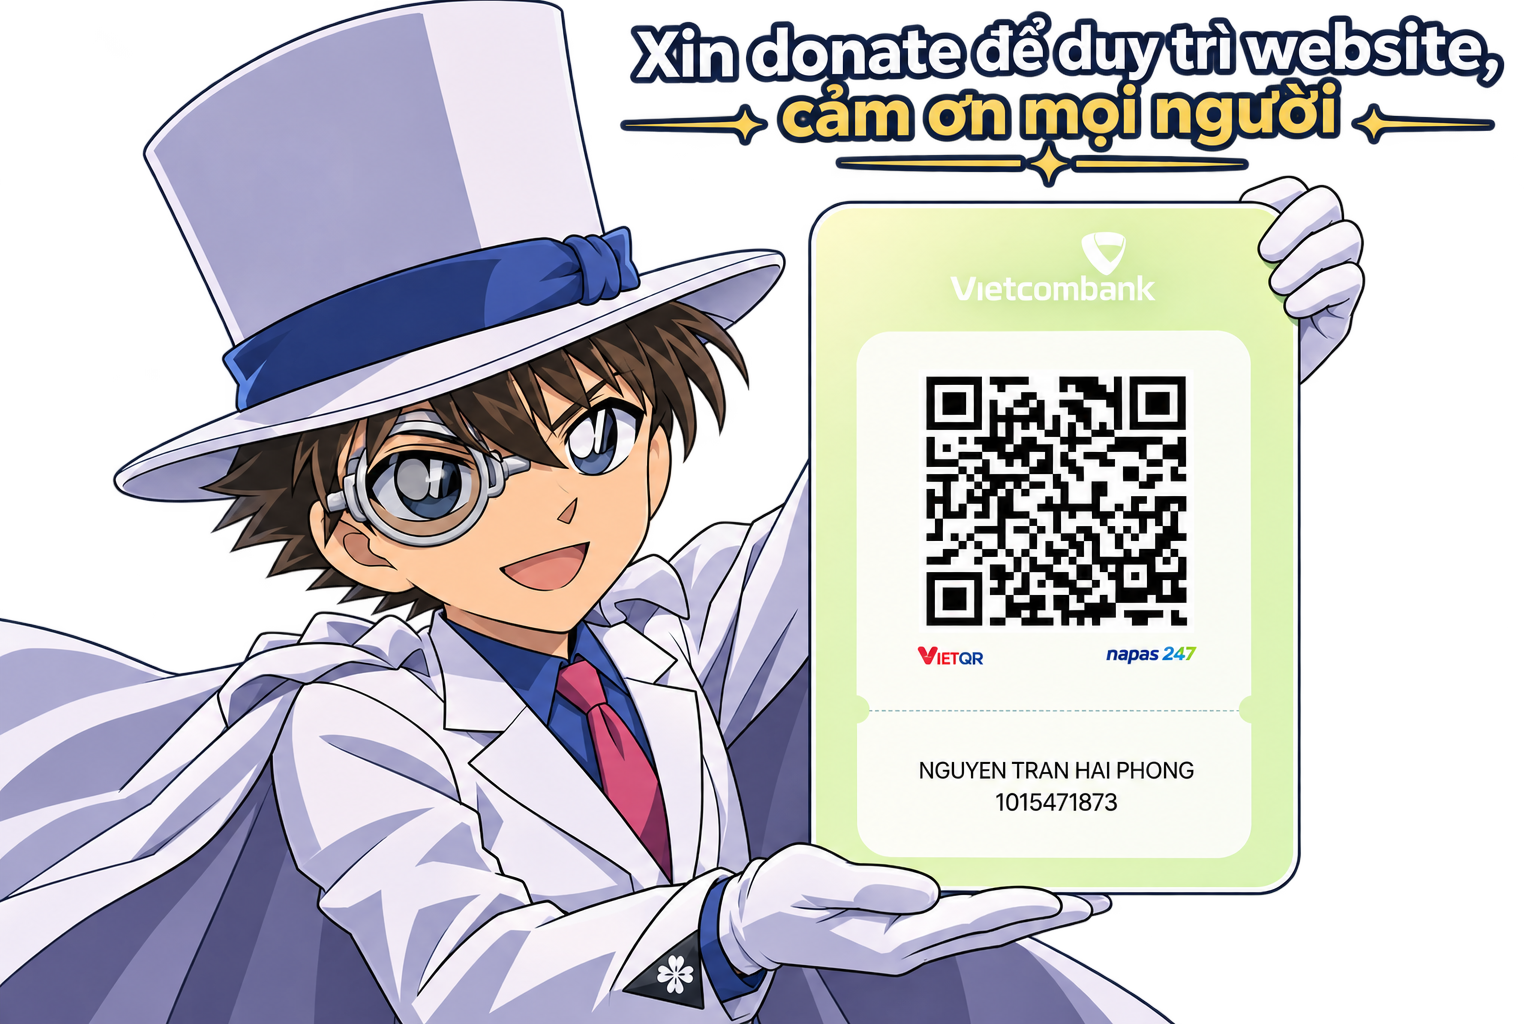 Xin donate để duy trì website,
cảm ơn mọi người
Vietcombank
VIETQR
napas 247
NGUYEN TRAN HAI PHONG
1015471873